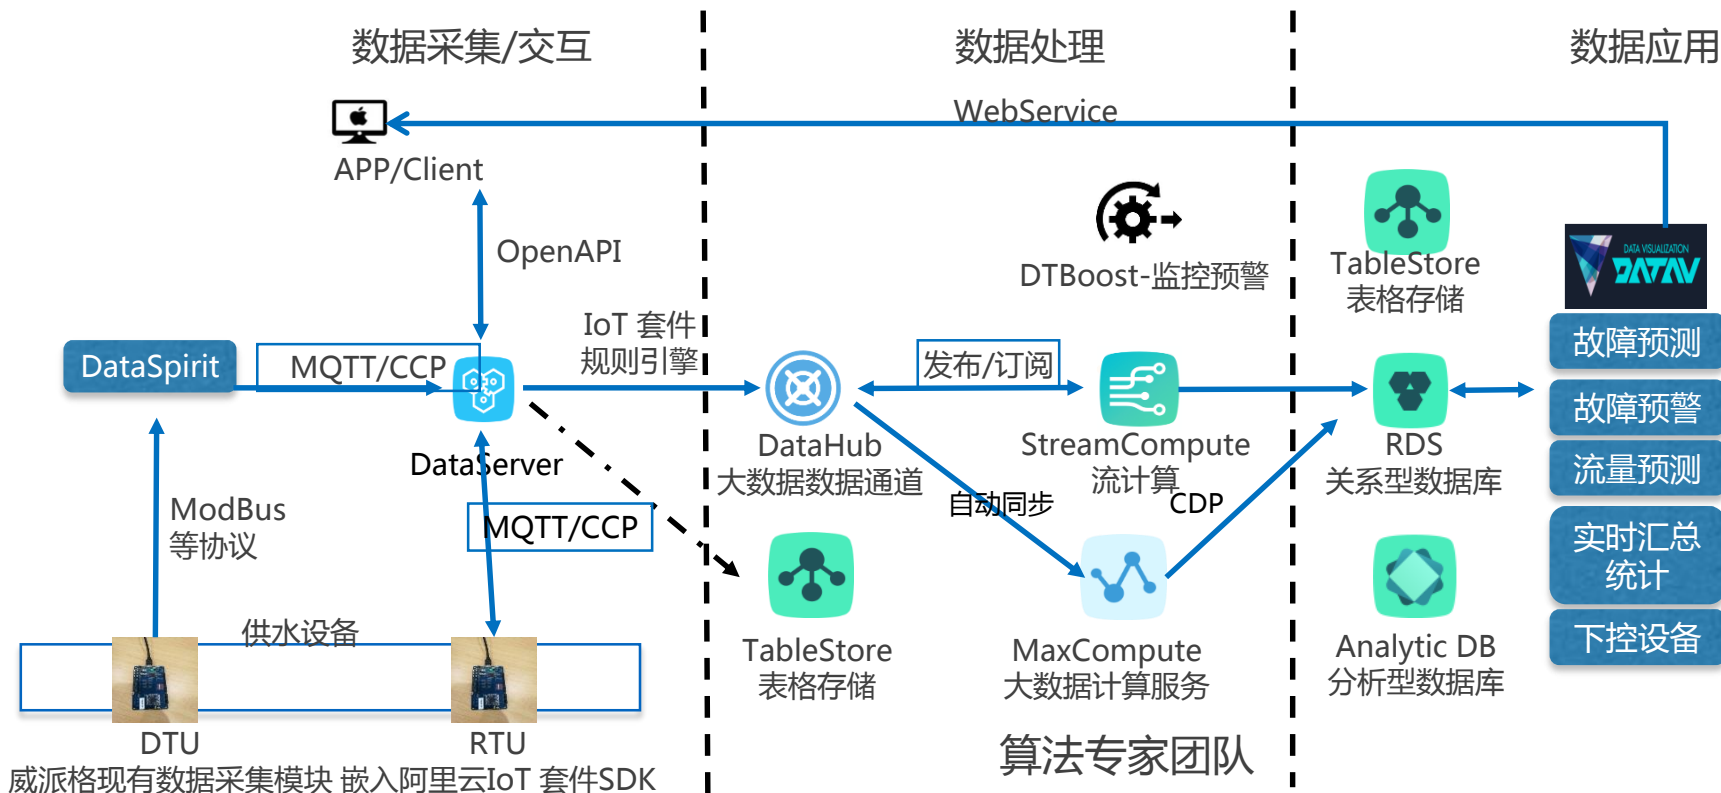 数据采集/交互
数据处理
数据应用
WebService
APP/Client
OpenAPI
DTBoost-监控预警
TableStore
表格存储
DATA VISUALIZATION
DATAV
IoT 套件
规则引擎
DataSpirit
MQTT/CCP
发布/订阅
故障预测
故障预警
流量预测
实时汇总
统计
下控设备
DataServer
DataHub
大数据数据通道
StreamCompute
流计算
RDS
关系型数据库
ModBus
等协议
MQTT/CCP
自动同步
CDP
供水设备
TableStore
表格存储
MaxCompute
大数据计算服务
Analytic DB
分析型数据库
DTU
RTU
威派格现有数据采集模块 嵌入阿里云IoT 套件SDK
算法专家团队